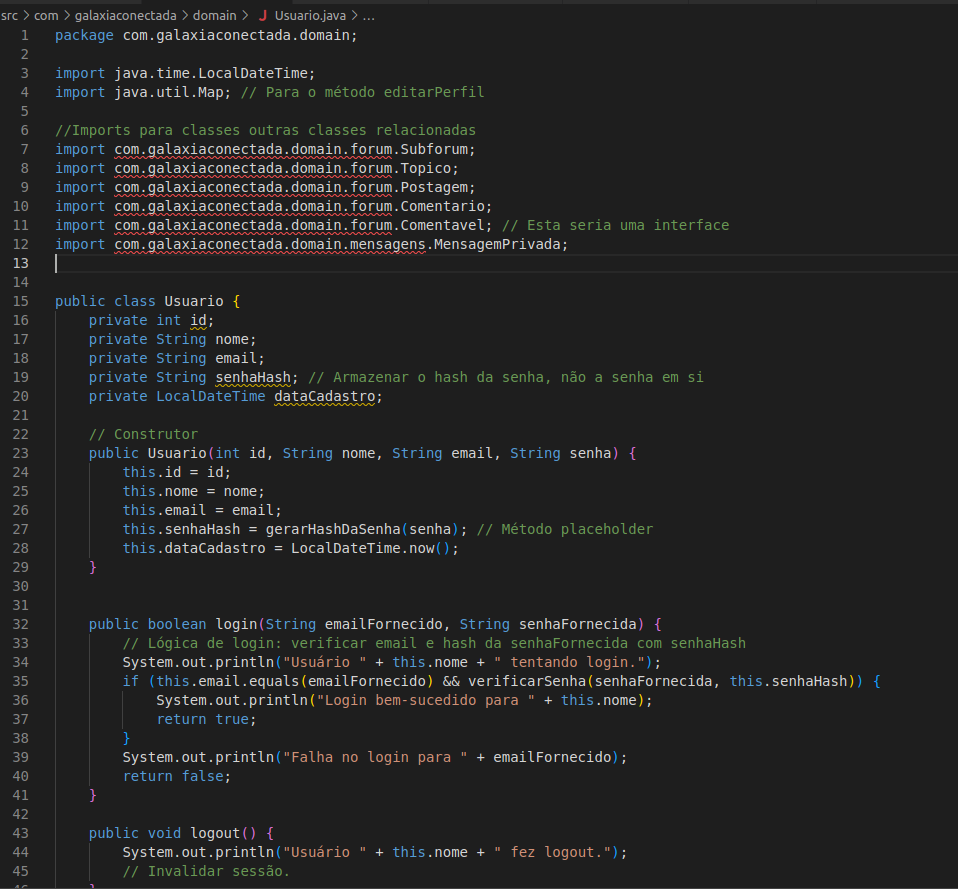 src > com > galaxiaconectada > domain > J Usuario.java > ...
1 package com.galaxiaconectada.domain;
2
3 import java.time.LocalDateTime;
4 import java.util.Map; // Para o método editarPerfil
5
6 //Imports para classes outras classes relacionadas
7 import com.galaxiaconectada.domain.forum.Subforum;
8 import com.galaxiaconectada.domain.forum.Topico;
9 import com.galaxiaconectada.domain.forum.Postagem;
10 import com.galaxiaconectada.domain.forum.Comentario;
11 import com.galaxiaconectada.domain.forum.Comentavel; // Esta seria uma interface
12 import com.galaxiaconectada.domain.mensagens.MensagemPrivada;
13
14
15 public class Usuario {
16     private int id;
17     private String nome;
18     private String email;
19     private String senhaHash; // Armazenar o hash da senha, não a senha em si
20     private LocalDateTime dataCadastro;
21
22     // Construtor
23     public Usuario(int id, String nome, String email, String senha) {
24         this.id = id;
25         this.nome = nome;
26         this.email = email;
27         this.senhaHash = gerarHashDaSenha(senha); // Método placeholder
28         this.dataCadastro = LocalDateTime.now();
29     }
30
31
32     public boolean login(String emailFornecido, String senhaFornecida) {
33         // Lógica de login: verificar email e hash da senhaFornecida com senhaHash
34         System.out.println("Usuário " + this.nome + " tentando login.");
35         if (this.email.equals(emailFornecido) && verificarSenha(senhaFornecida, this.senhaHash)) {
36             System.out.println("Login bem-sucedido para " + this.nome);
37             return true;
38         }
39         System.out.println("Falha no login para " + emailFornecido);
40         return false;
41     }
42
43     public void logout() {
44         System.out.println("Usuário " + this.nome + " fez logout.");
45         // Invalidar sessão.
46     }